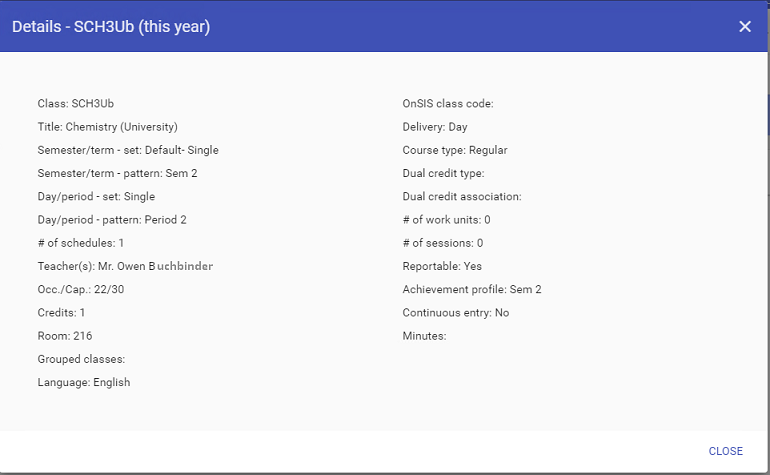 Details - SCH3Ub (this year)
Class: SCH3Ub
Title: Chemistry (University)
Semester/term - set: Default- Single
Semester/term - pattern: Sem 2
Day/period - set: Single
Day/period - pattern: Period 2
# of schedules: 1
Teacher(s): Mr. Owen Buchbinder
Occ./Cap.: 22/30
Credits: 1
Room: 216
Grouped classes:
Language: English
OnSIS class code:
Delivery: Day
Course type: Regular
Dual credit type:
Dual credit association:
# of work units: 0
# of sessions: 0
Reportable: Yes
Achievement profile: Sem 2
Continuous entry: No
Minutes:
CLOSE